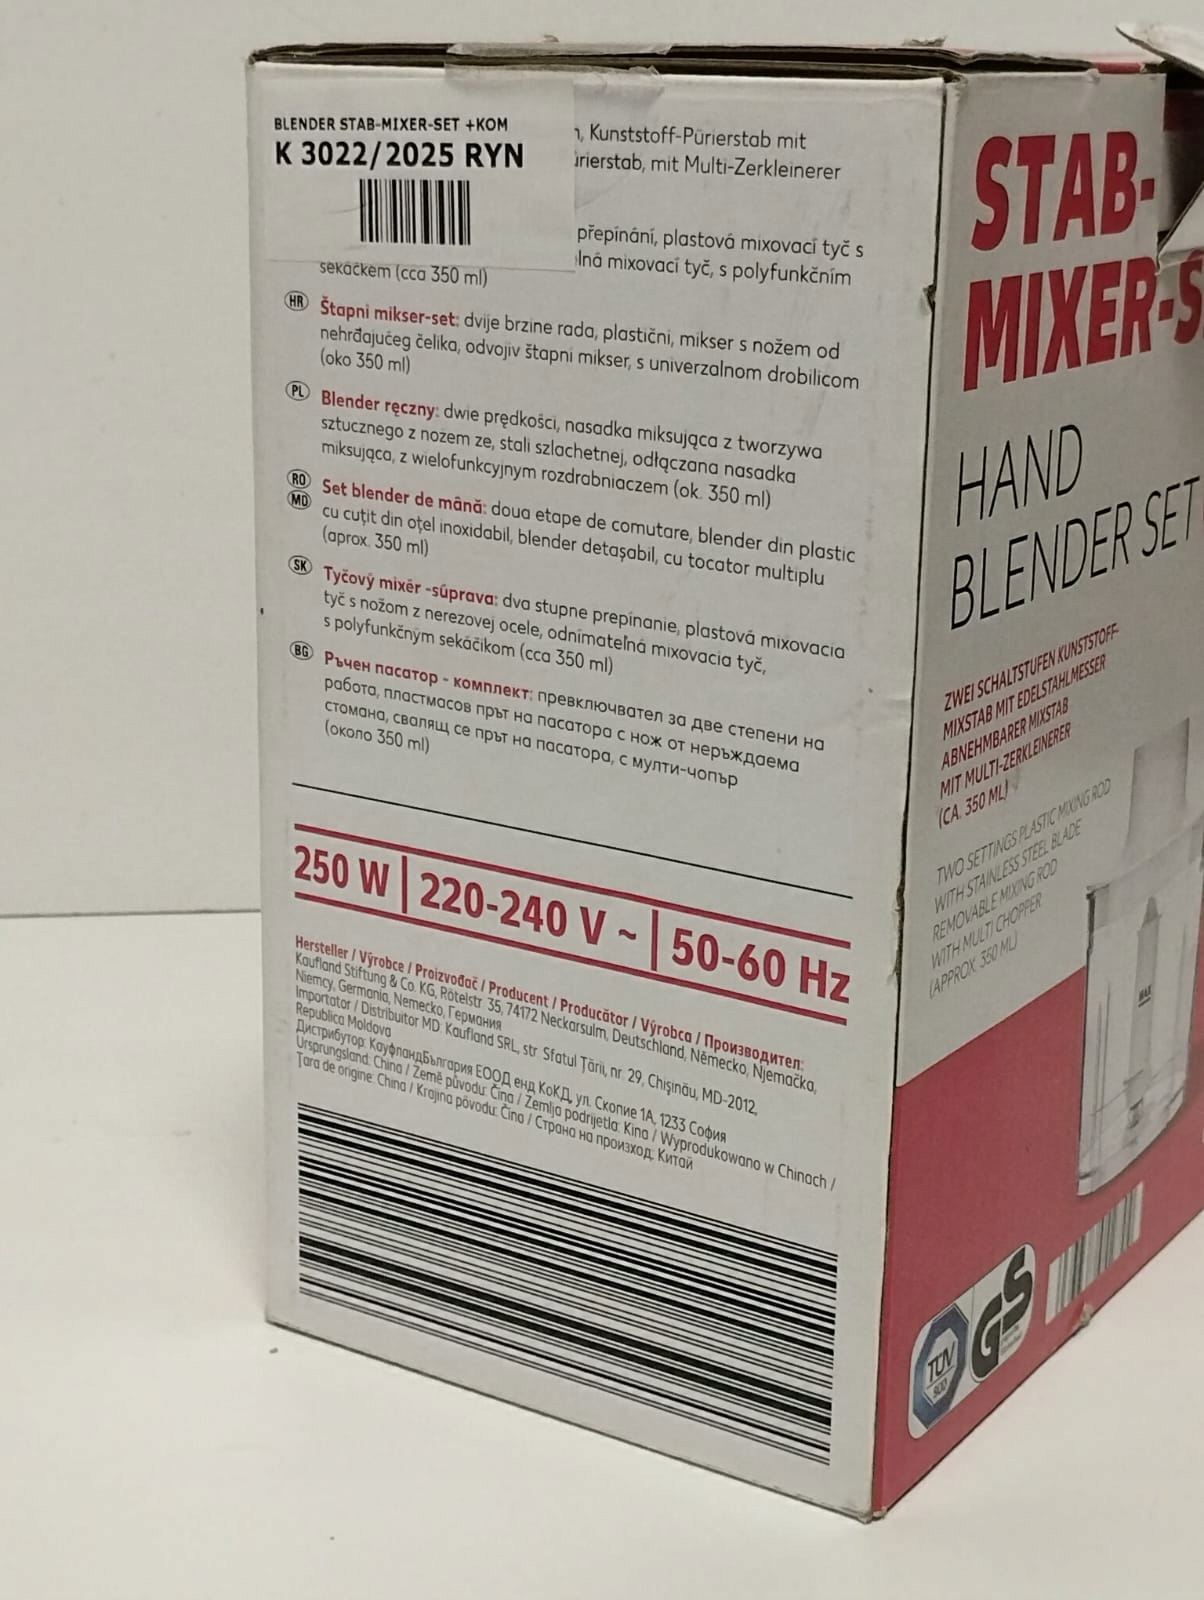 BLENDER STAB-MIXER-SET +KOM
K 3022/2025 RYN
, Kunststoff-Pürierstab mit
ürierstab, mit Multi-Zerkleinerer
přepínání, plastová mixovací tyč s
lná mixovací tyč, s polyfunkčním
sekáčkem (cca 350 ml)
HR Štapni mikser-set: dvije brzine rada, plastični, mikser s nožem od
nehrđajućeg čelika, odvojiv štapni mikser, s univerzalnom drobilicom
(oko 350 ml)
PL Blender ręczny: dwie prędkości, nasadka miksująca z tworzywa
sztucznego z nożem ze, stali szlachetnej, odłączana nasadka
miksująca, z wielofunkcyjnym rozdrabniaczem (ok. 350 ml)
RO MD Set blender de mână: doua etape de comutare, blender din plastic
cu cuțit din oțel inoxidabil, blender detașabil, cu tocator multiplu
(aprox. 350 ml)
SK Tyčový mixér -súprava: dva stupne prepínanie, plastová mixovacia
tyč s nožom z nerezovej ocele, odnímateľná mixovacia tyč,
s polyfunkčným sekáčikom (cca 350 ml)
BG Ръчен пасатор - комплект: превключвател за две степени на
работа, пластмасов прът на пасатора с нож от неръждаема
стомана, свалящ се прът на пасатора, с мулти-чопър
(около 350 ml)
250 W | 220-240 V ~ | 50-60 Hz
Hersteller / Výrobce / Proizvođač / Producent / Producător / Výrobca / Производител:
Kaufland Stiftung & Co. KG, Rötelstr. 35, 74172 Neckarsulm, Deutschland, Německo, Njemačka,
Niemcy, Germania, Nemecko, Германия
Importator / Distribuitor MD: Kaufland SRL, str. Sfatul Țării, nr. 29, Chișinău, MD-2012,
Republica Moldova
Дистрибутор: КауфландБългария ЕООД енд КоКД, ул. Скопие 1А, 1233 София
Ursprungsland: China / Země původu: Čína / Zemlja podrijetla: Kina / Wyprodukowano w Chinach /
Țara de origine: China / Krajina pôvodu: Čína / Страна на произход: Китай
STAB-
MIXER-S
HAND
BLENDER SET
ZWEI SCHALTSTUFEN KUNSTSTOFF-
MIXSTAB MIT EDELSTAHLMESSER
ABNEHMBARER MIXSTAB
MIT MULTI-ZERKLEINERER
(CA. 350 ML)
TWO SETTINGS PLASTIC MIXING ROD
WITH STAINLESS STEEL BLADE
REMOVABLE MIXING ROD
WITH MULTI CHOPPER
(APPROX. 350 ML)
MAX
TÜV
SÜD
GS